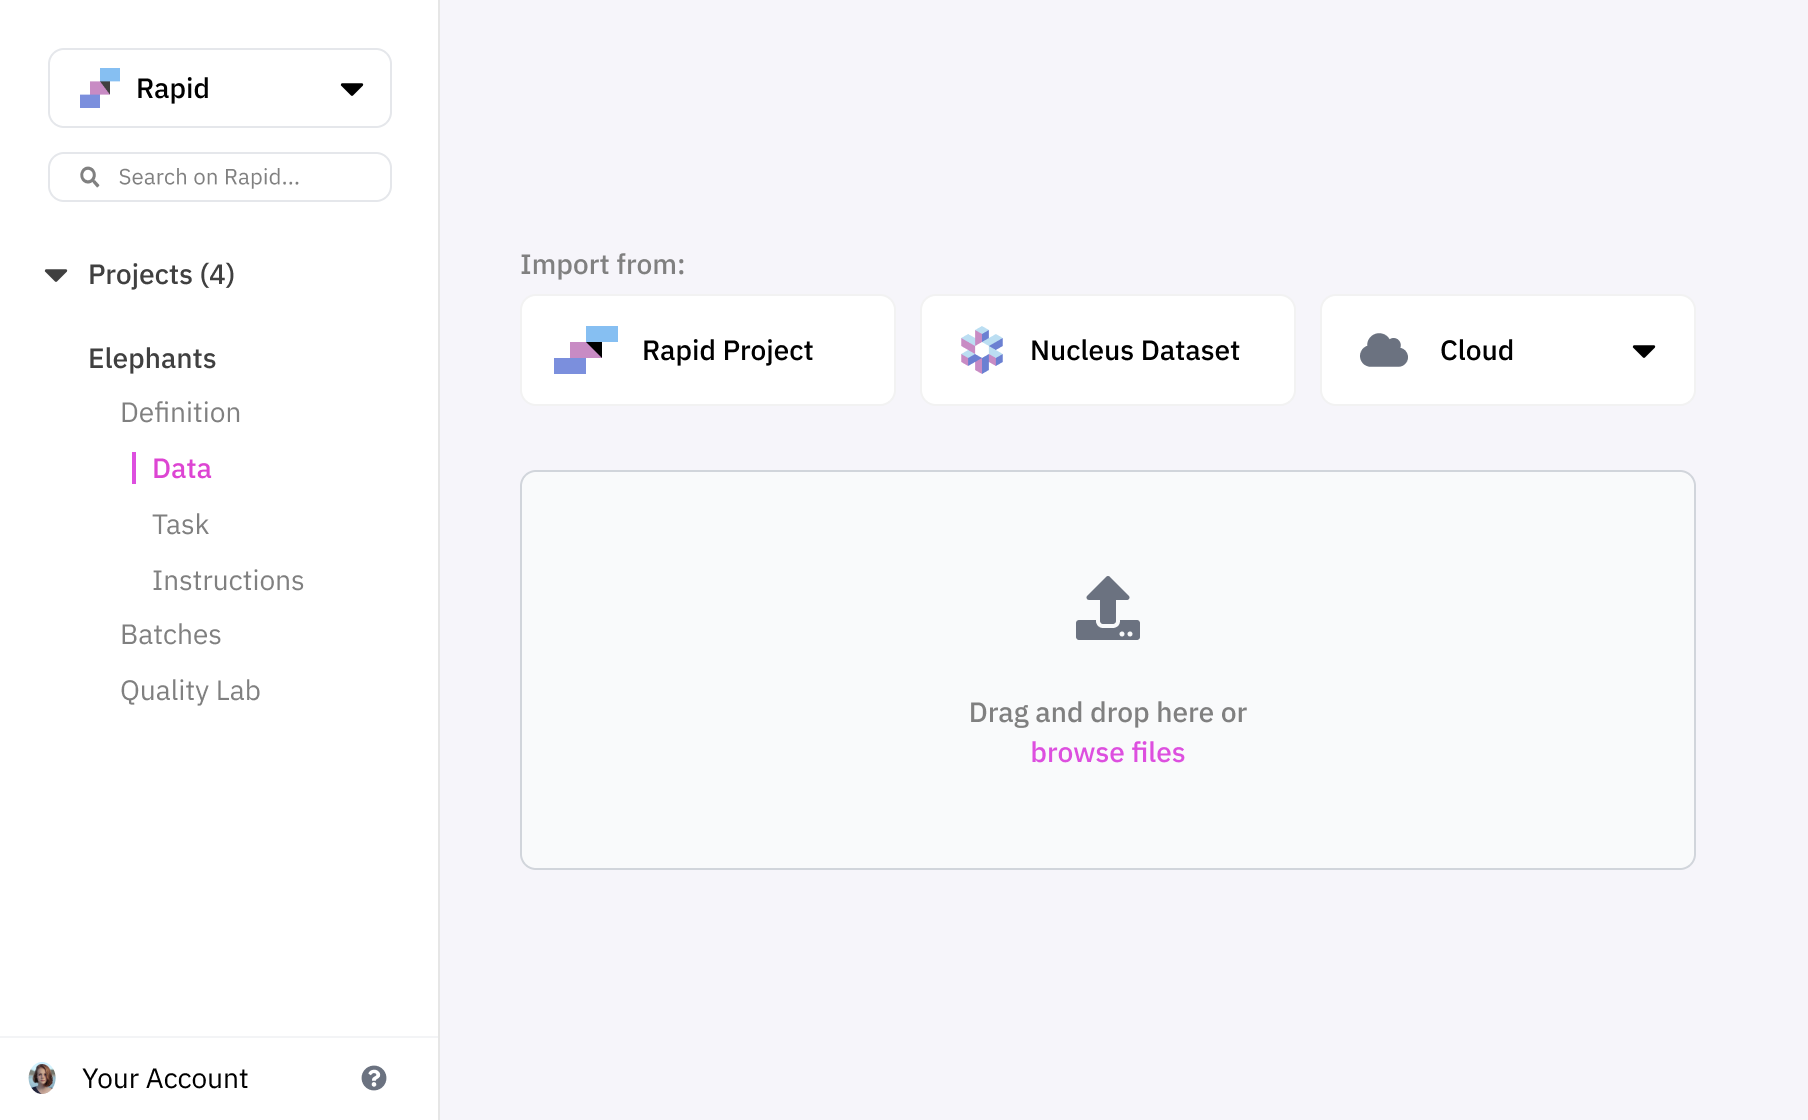 Rapid
Search on Rapid...
Projects (4)
Elephants
Definition
Data
Task
Instructions
Batches
Quality Lab
Your Account
Import from:
Rapid Project
Nucleus Dataset
Cloud
Drag and drop here or
browse files